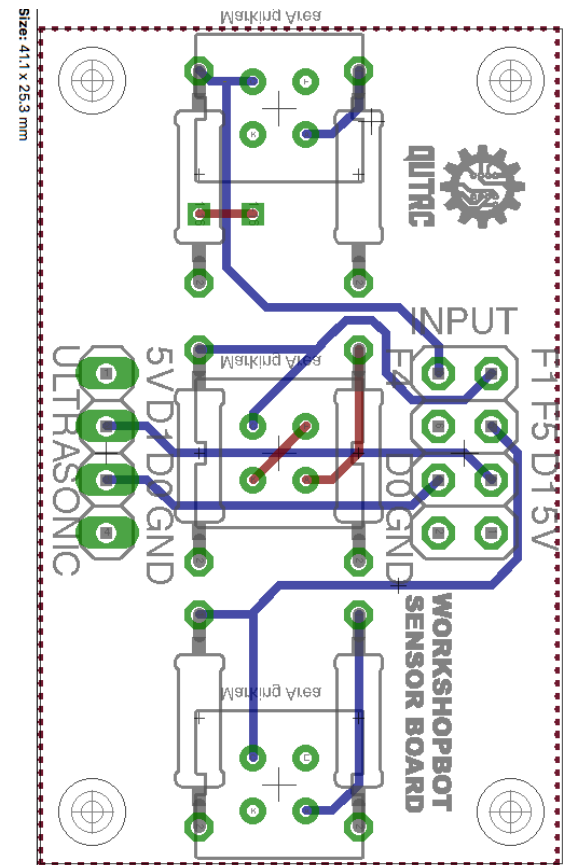 Size: 41.1 x 25.3 mm
Marking Area
QUTRC
INPUT
F4
F1
F5
D1
5V
D0
GND
5V
D1
D0
GND
ULTRASONIC
Marking Area
WORKSHOPBOT
SENSOR BOARD
Marking Area